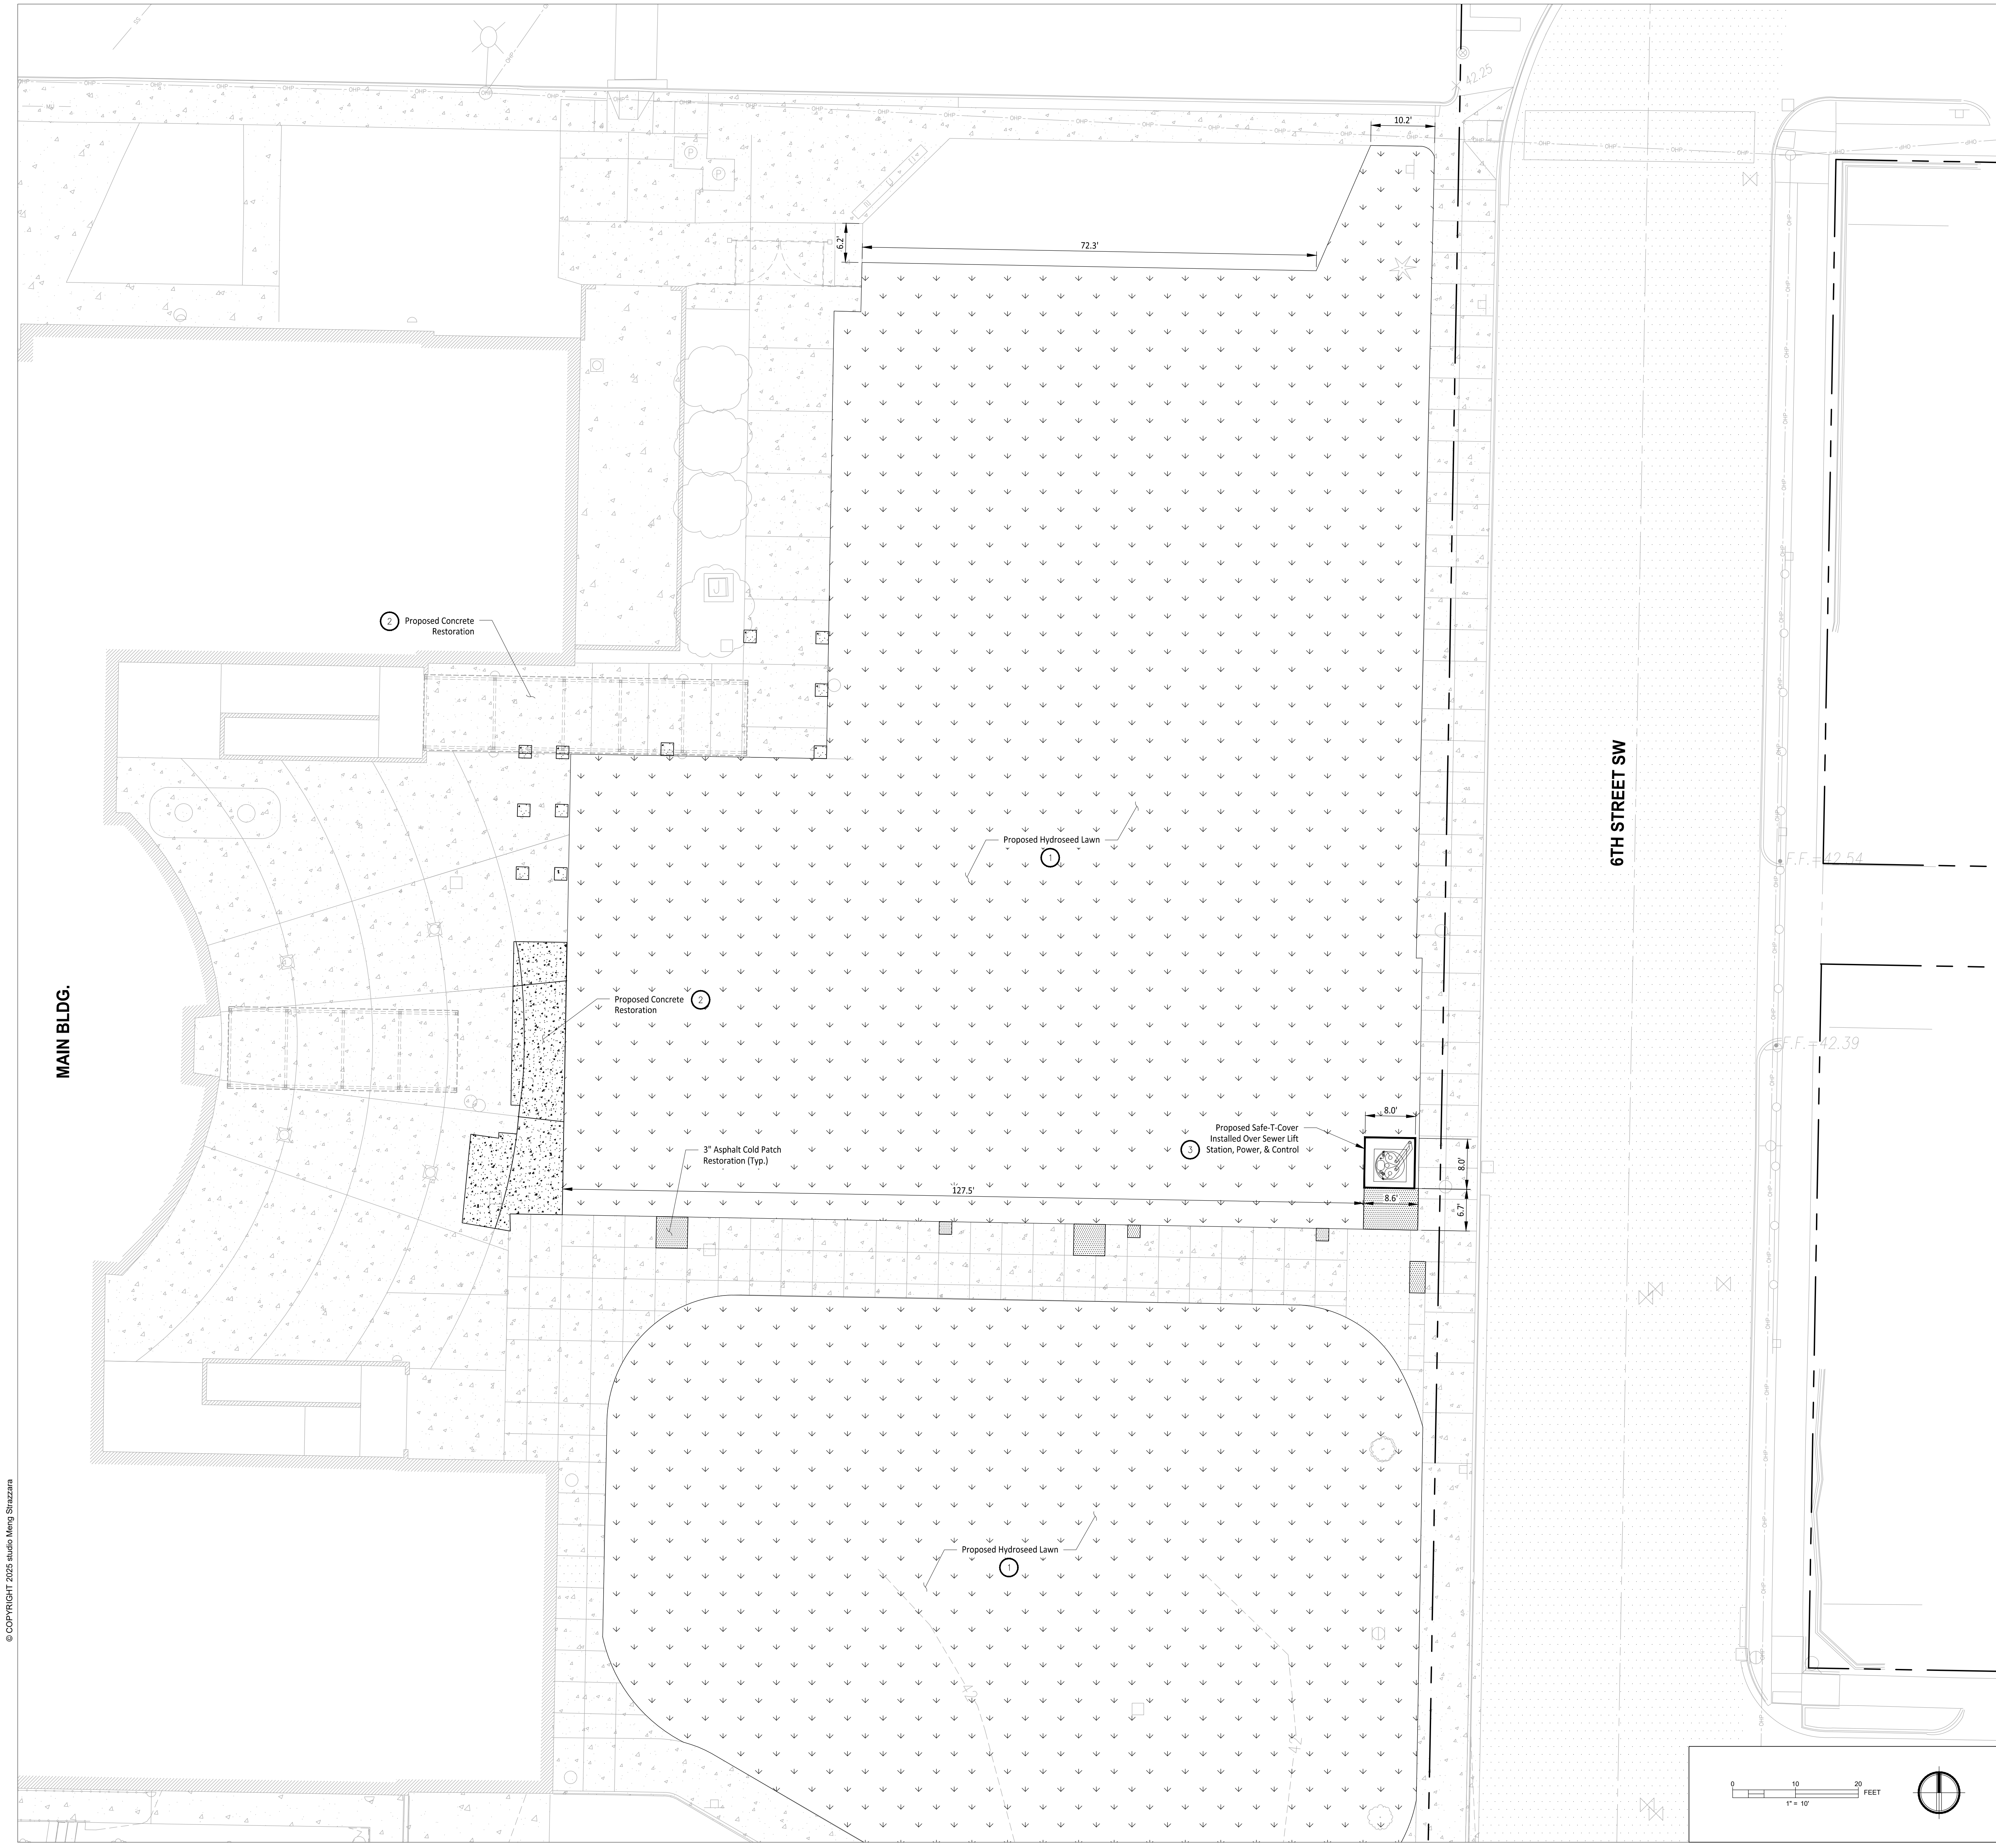 42.25
10.2'
OHP
P
P
6.2'
72.3'
J
2
Proposed Concrete
Restoration
Proposed Hydroseed Lawn
1
6TH STREET SW
F.F.=42.54
MAIN BLDG.
Proposed Concrete
Restoration
2
F.F.=42.39
8.0'
Proposed Safe-T-Cover
Installed Over Sewer Lift
Station, Power, & Control
3
8.0'
3" Asphalt Cold Patch
Restoration (Typ.)
127.5'
8.6'
6.7'
Proposed Hydroseed Lawn
1
42
© COPYRIGHT 2025 studio Meng Strazzara
0 10 20
FEET
1" = 10'